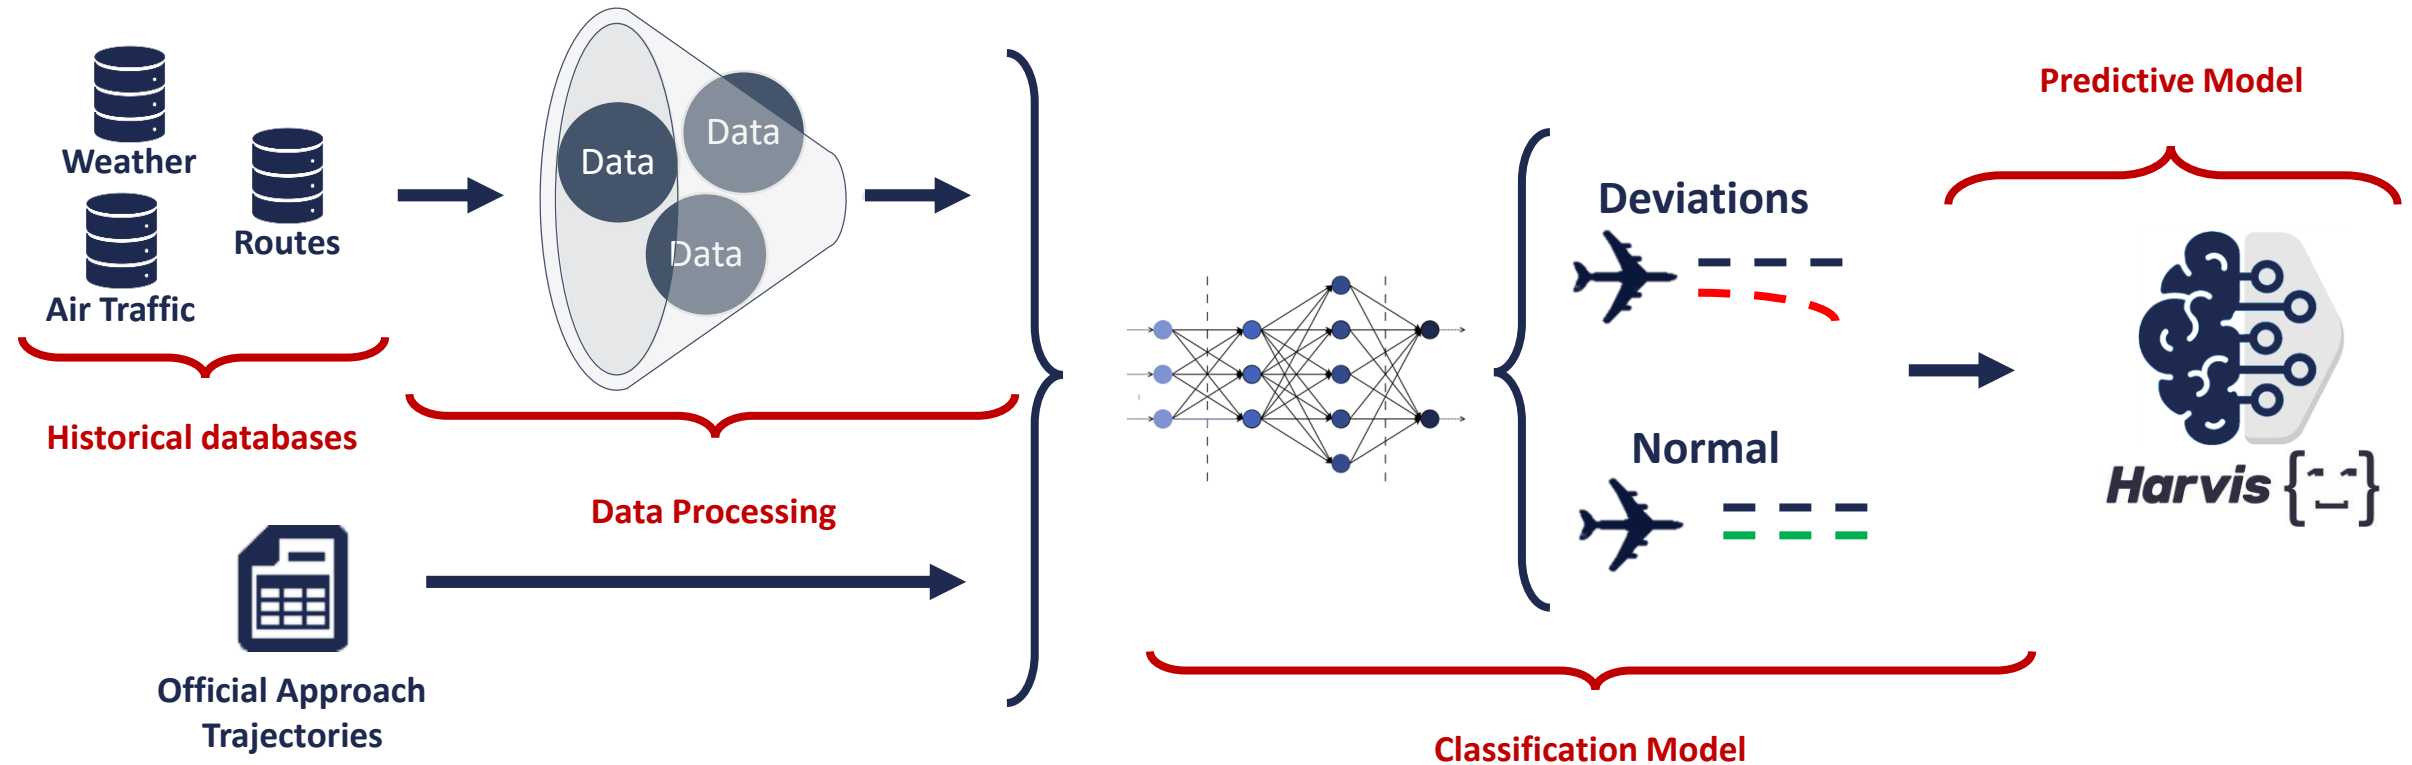 Weather
Routes
Air Traffic
Historical databases
Data
Data
Data
Data Processing
Official Approach
Trajectories
Deviations
Normal
Classification Model
Predictive Model
Harvis